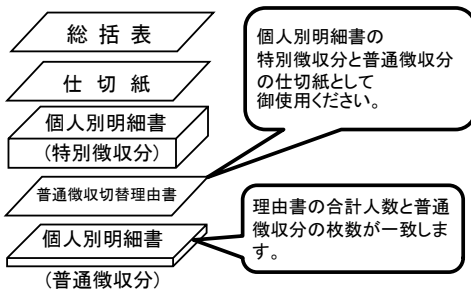 総括表
仕切紙
個人別明細書
(特別徴収分)
普通徴収切替理由書
個人別明細書
(普通徴収分)
個人別明細書の
特別徴収分と普通徴収分
の仕切紙として
御使用ください。
理由書の合計人数と普通
徴収分の枚数が一致しま
す。